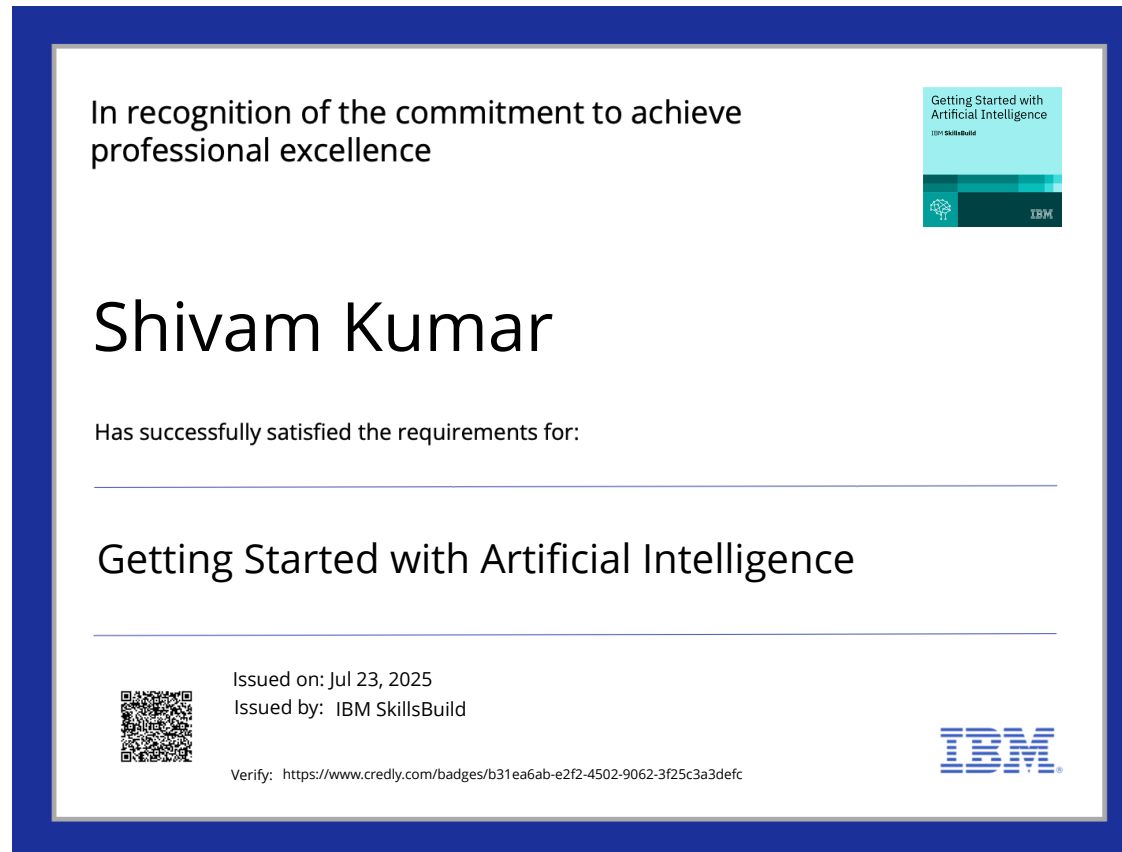 In recognition of the commitment to achieve
professional excellence
Getting Started with
Artificial Intelligence
IBM SkillsBuild
IBM
Shivam Kumar
Has successfully satisfied the requirements for:
Getting Started with Artificial Intelligence
Issued on: Jul 23, 2025
Issued by: IBM SkillsBuild
Verify: https://www.credly.com/badges/b31ea6ab-e2f2-4502-9062-3f25c3a3defc
IBM®